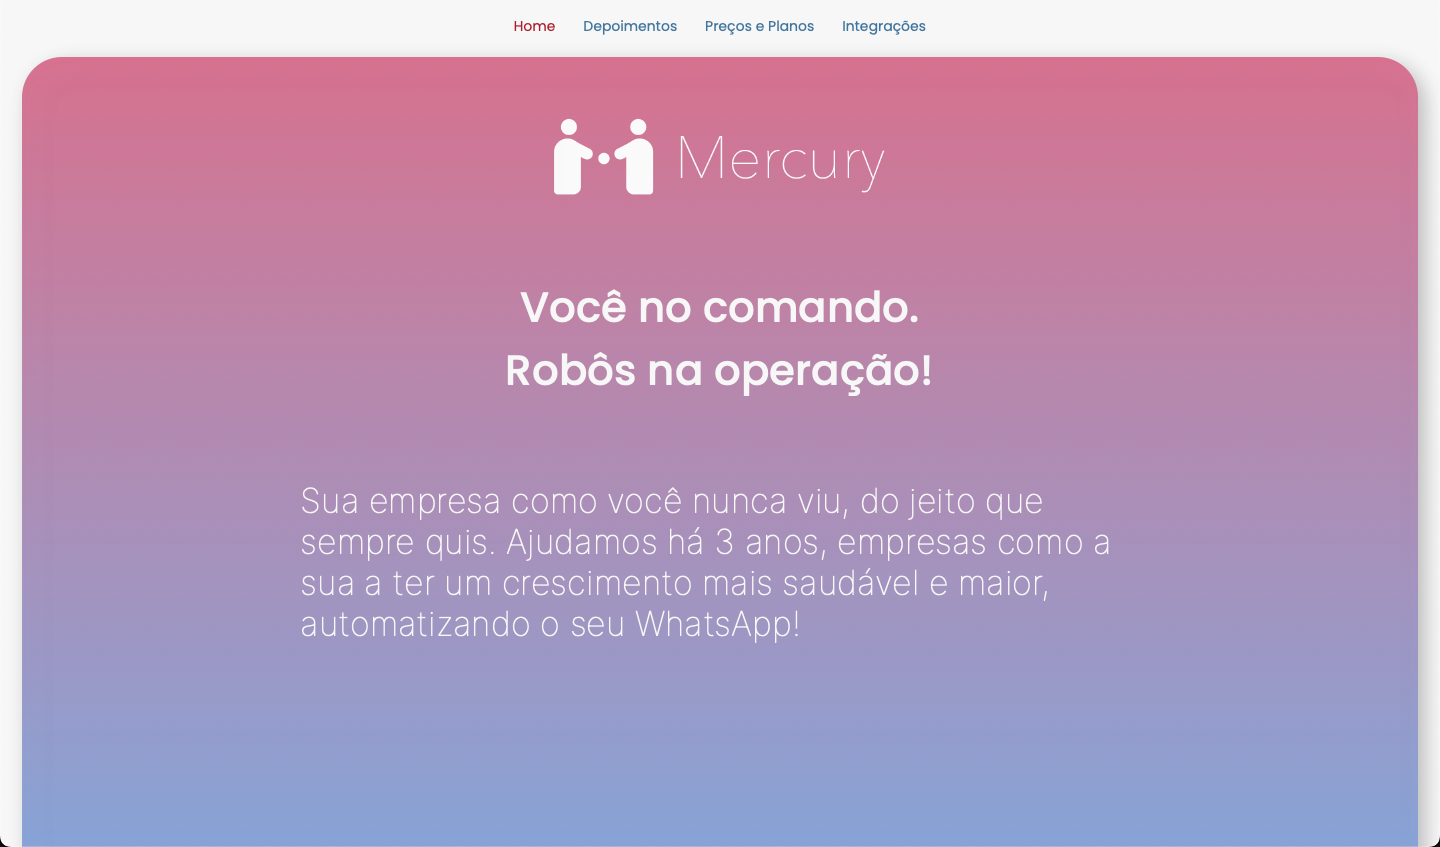 Home Depoimentos Preços e Planos Integrações
Mercury
Você no comando.
Robôs na operação!
Sua empresa como você nunca viu, do jeito que
sempre quis. Ajudamos há 3 anos, empresas como a
sua a ter um crescimento mais saudável e maior,
automatizando o seu WhatsApp!